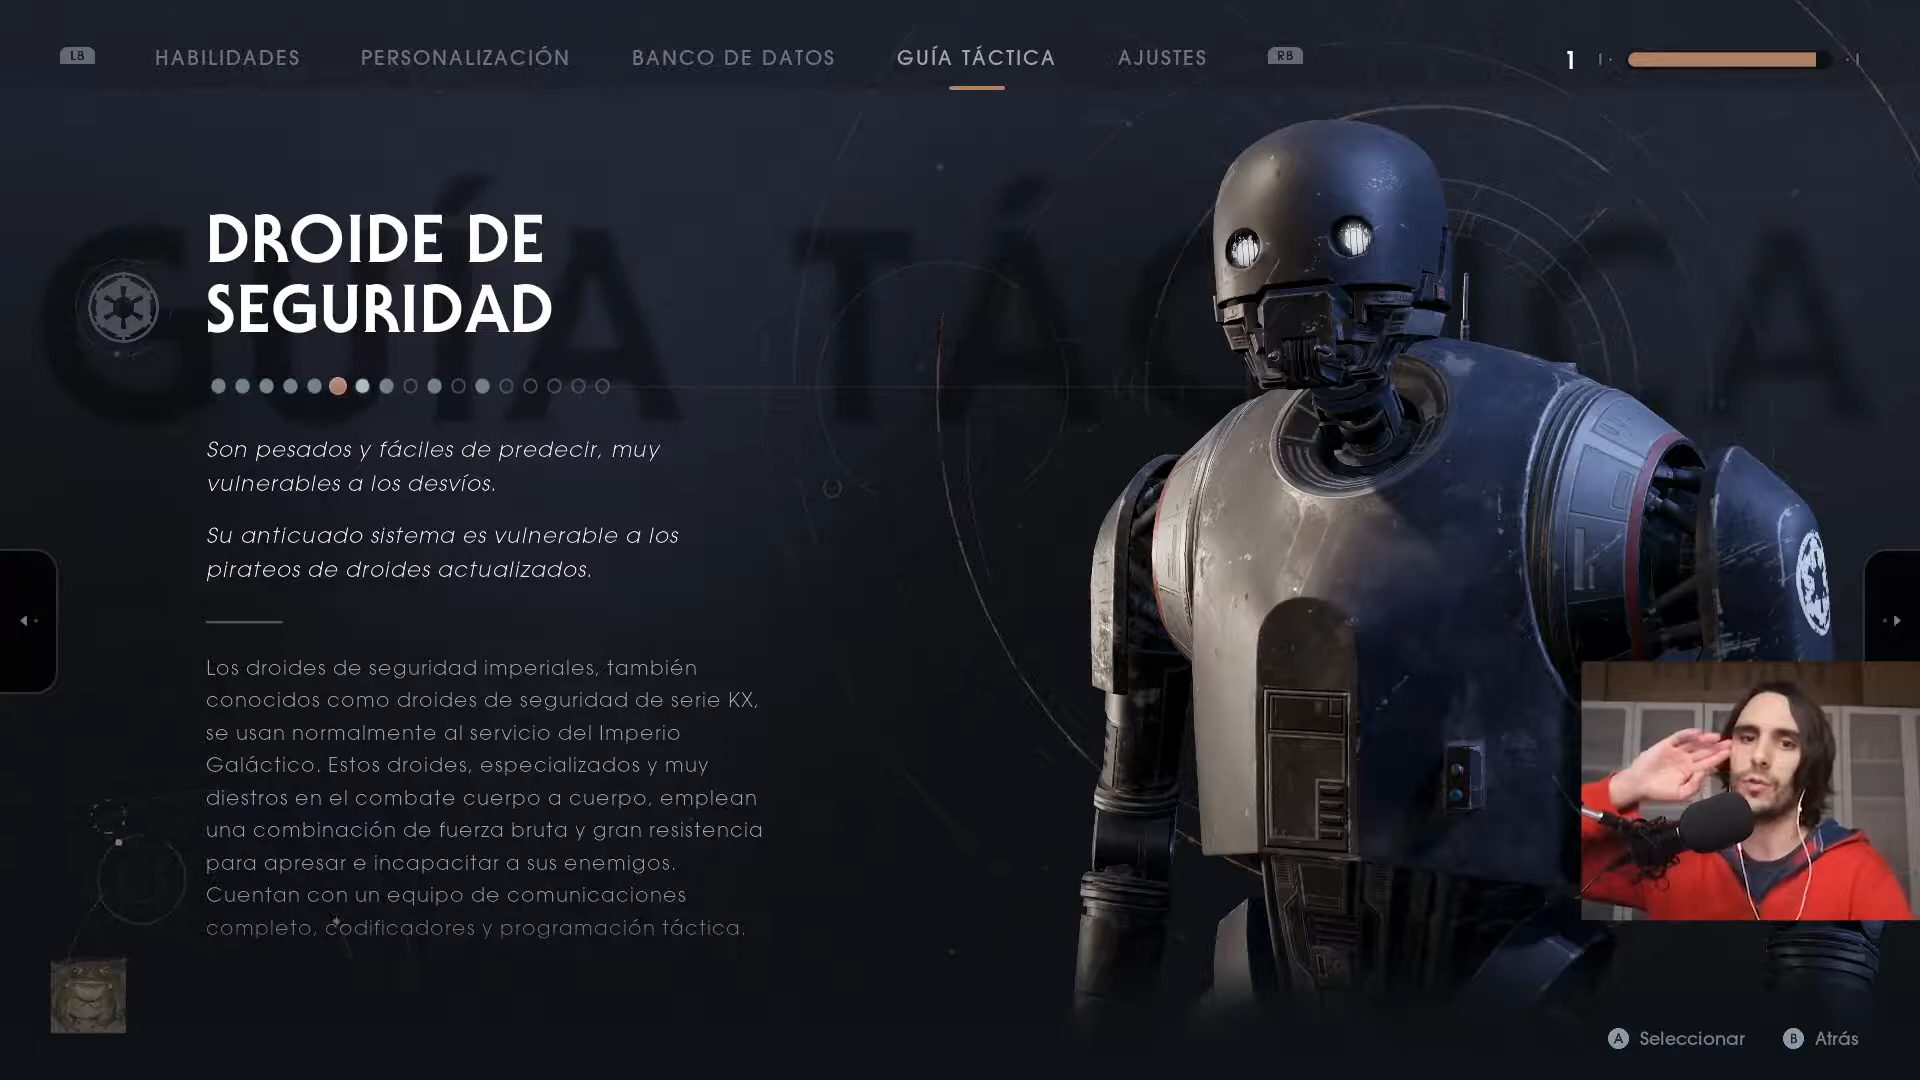 LB
HABILIDADES
PERSONALIZACIÓN
BANCO DE DATOS
GUÍA TÁCTICA
AJUSTES
RB
1
GUÍA TÁCTICA
DROIDE DE
SEGURIDAD
Son pesados y fáciles de predecir, muy
vulnerables a los desvíos.
Su anticuado sistema es vulnerable a los
pirateos de droides actualizados.
Los droides de seguridad imperiales, también
conocidos como droides de seguridad de serie KX,
se usan normalmente al servicio del Imperio
Galáctico. Estos droides, especializados y muy
diestros en el combate cuerpo a cuerpo, emplean
una combinación de fuerza bruta y gran resistencia
para apresar e incapacitar a sus enemigos.
Cuentan con un equipo de comunicaciones
completo, codificadores y programación táctica.
A Seleccionar
B Atrás